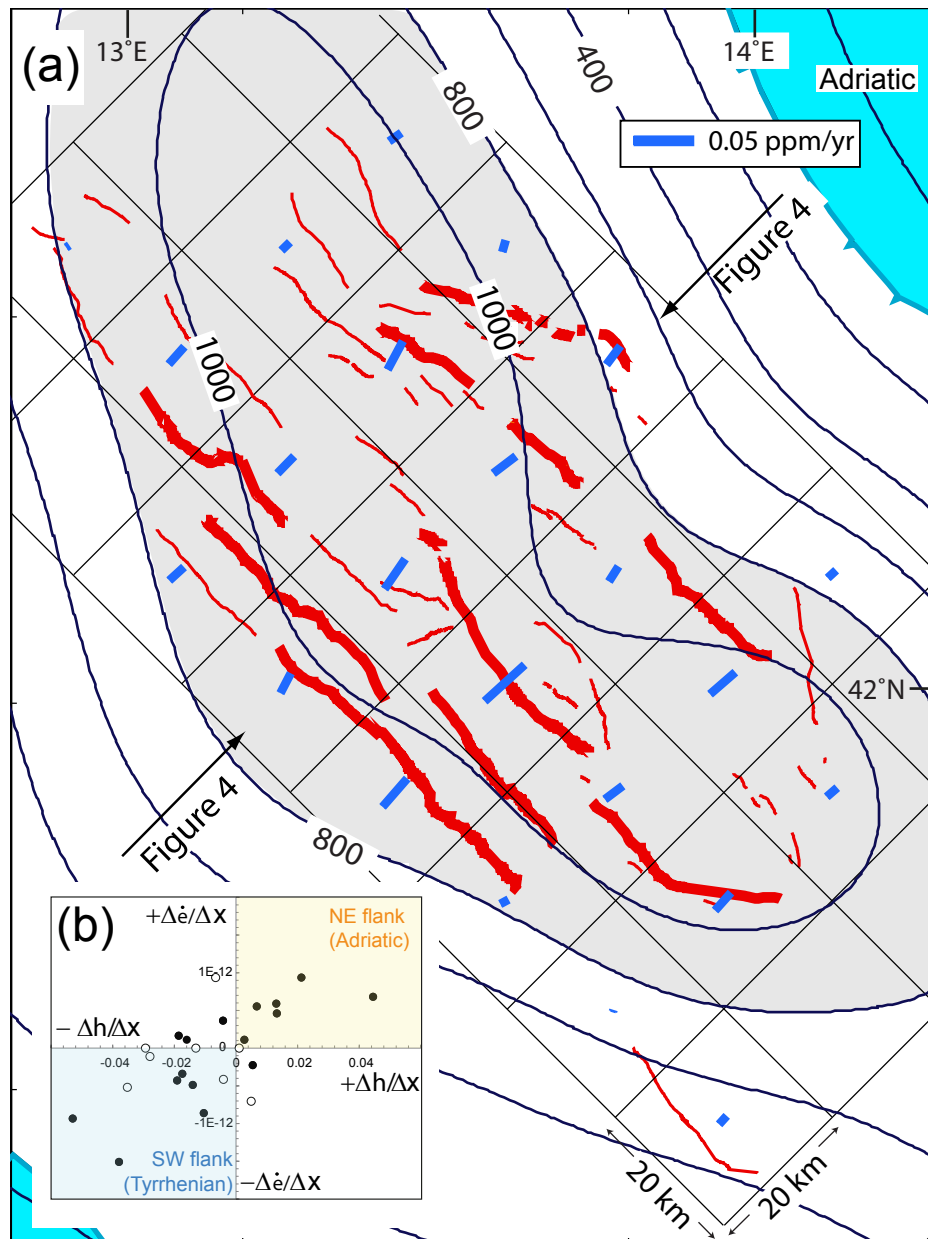 (a)
13˚E
14˚E
Adriatic
400
800
0.05 ppm/yr
Figure 4
1000
1000
42˚N
Figure 4
800
(b)
+Δė/Δx
NE flank
(Adriatic)
1E-12
− Δh/Δx
0
-0.04
-0.02
0
0.02
0.04
+Δh/Δx
-1E-12
SW flank
(Tyrrhenian)
−Δė/Δx
20 km
20 km